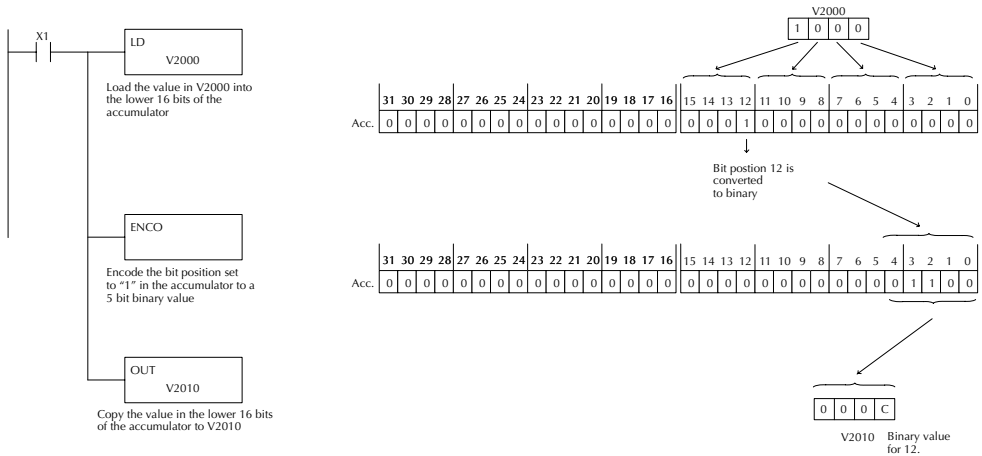 X1
LD
V2000
Load the value in V2000 into
the lower 16 bits of the
accumulator
ENCO
Encode the bit position set
to “1” in the accumulator to a
5 bit binary value
OUT
V2010
Copy the value in the lower 16 bits
of the accumulator to V2010
V2000
1 0 0 0
31 30 29 28 27 26 25 24 23 22 21 20 19 18 17 16 15 14 13 12 11 10 9 8 7 6 5 4 3 2 1 0
Acc. 0 0 0 0 0 0 0 0 0 0 0 0 0 0 0 0 0 0 0 1 0 0 0 0 0 0 0 0 0 0 0 0
Bit postion 12 is
converted
to binary
31 30 29 28 27 26 25 24 23 22 21 20 19 18 17 16 15 14 13 12 11 10 9 8 7 6 5 4 3 2 1 0
Acc. 0 0 0 0 0 0 0 0 0 0 0 0 0 0 0 0 0 0 0 0 0 0 0 0 0 0 0 0 1 1 0 0
0 0 0 C
V2010
Binary value
for 12.